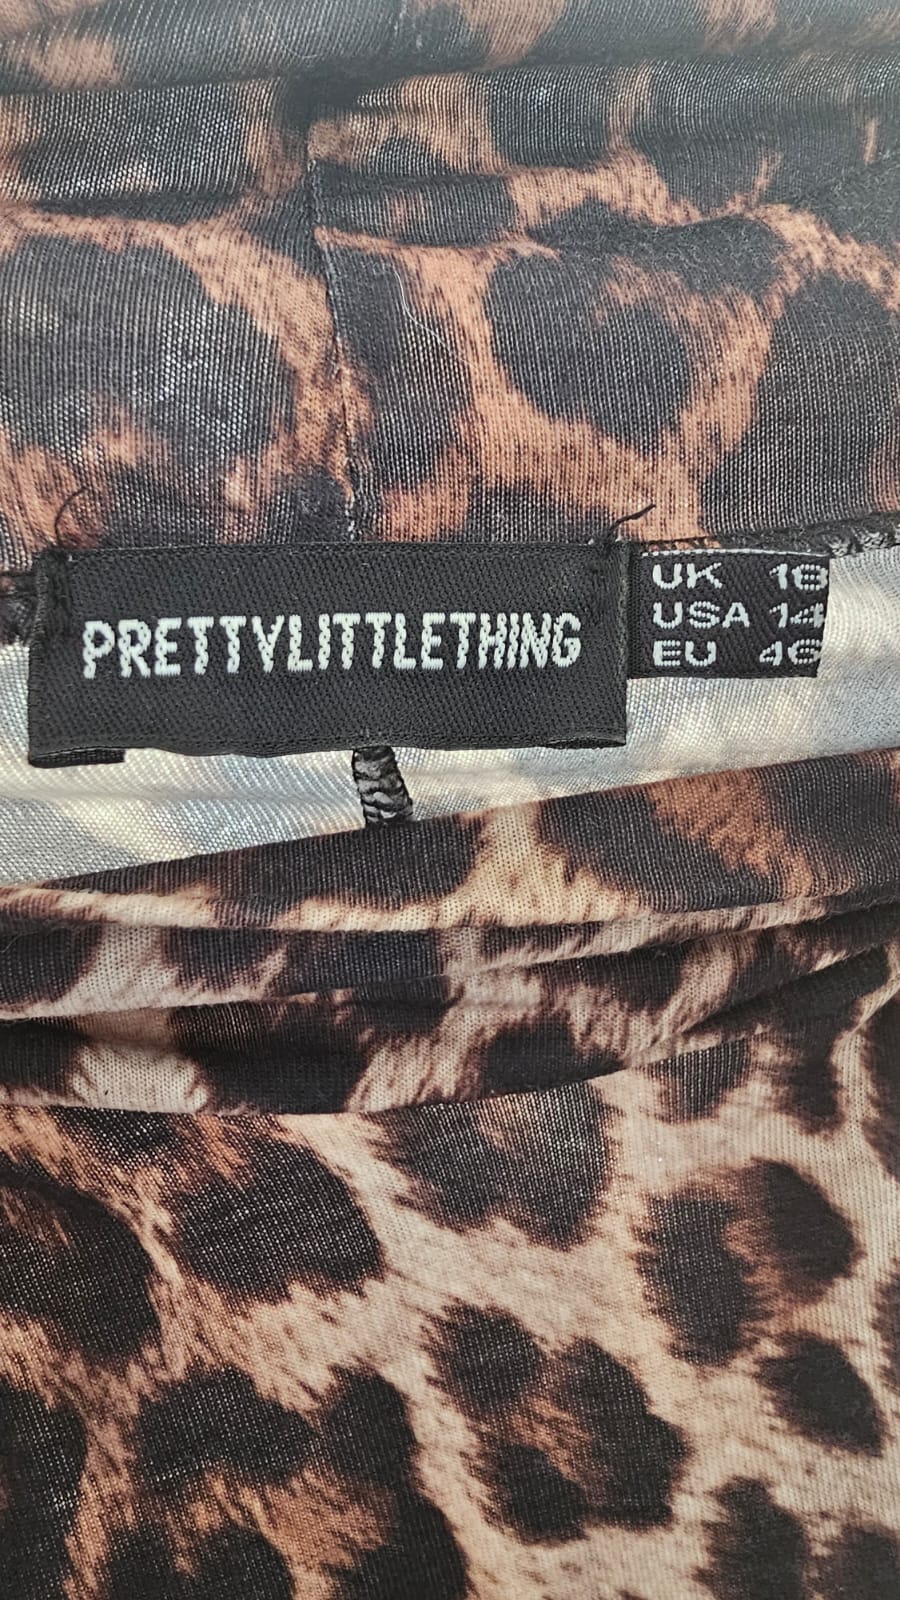 PRETTYLITTLETHING
UK 18
USA 14
EU 46